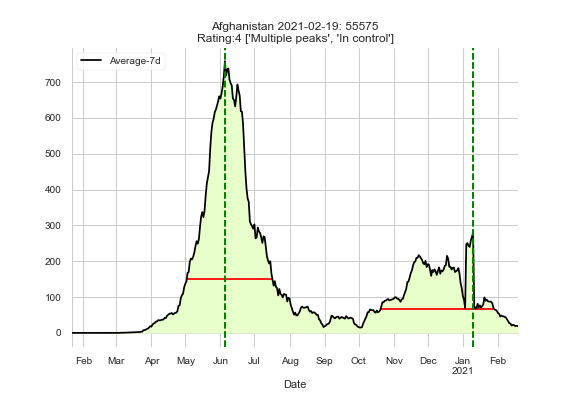 Afghanistan 2021-02-19: 55575
Rating:4 ['Multiple peaks', 'In control']
Average-7d
700
600
500
400
300
200
100
0
Feb Mar Apr May Jun Jul Aug Sep Oct Nov Dec Jan Feb
2021
Date